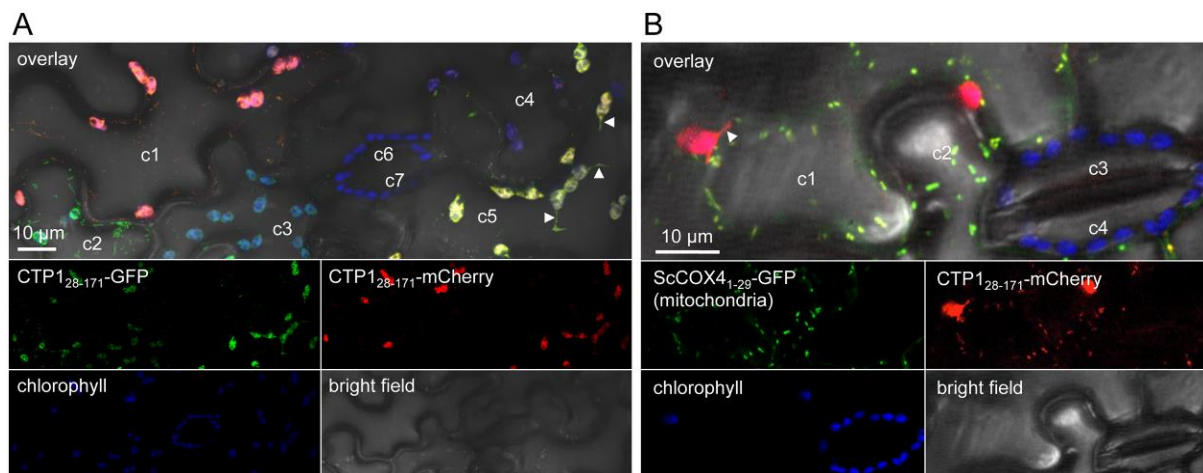 A
overlay
c4
c1
c6
c7
c5
c3
c2
10 µm
CTP1₂₈₋₁₇₁-GFP
CTP1₂₈₋₁₇₁-mCherry
chlorophyll
bright field
B
overlay
c2
c3
c1
c4
10 µm
ScCOX4₁₋₂₉-GFP
(mitochondria)
CTP1₂₈₋₁₇₁-mCherry
chlorophyll
bright field